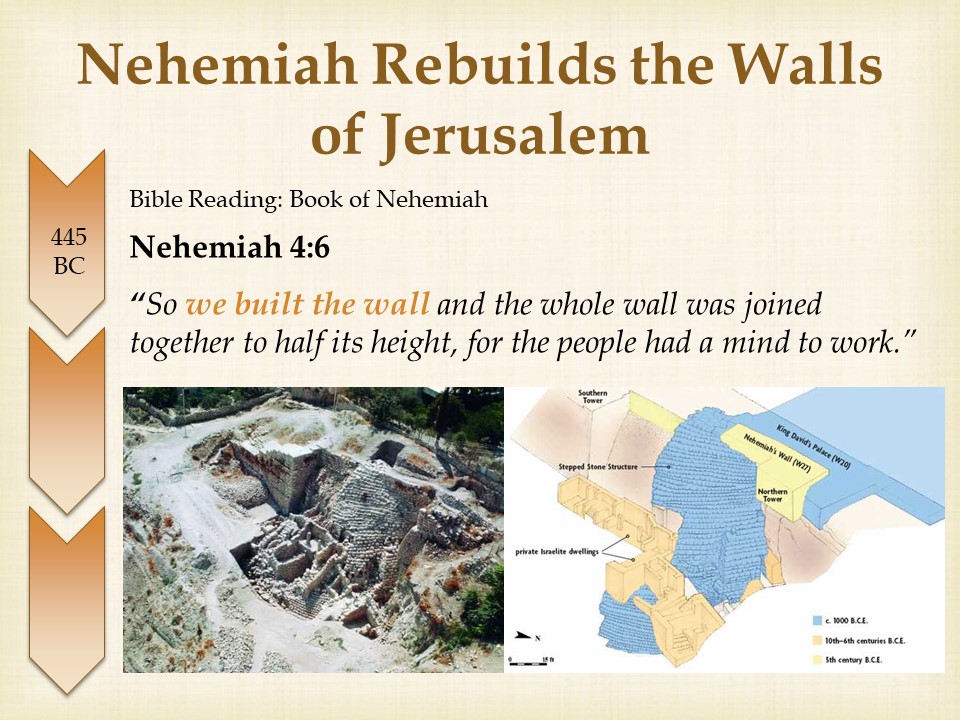 Nehemiah Rebuilds the Walls
of Jerusalem
445
BC
Bible Reading: Book of Nehemiah
Nehemiah 4:6
“So we built the wall and the whole wall was joined
together to half its height, for the people had a mind to work.”
Southern
Tower
King David's Palace (W20)
Nehemiah's Wall (W27)
Stepped Stone Structure
Northern
Tower
private Israelite dwellings
N
0 15 ft
c. 1000 B.C.E.
10th–6th centuries B.C.E.
5th century B.C.E.